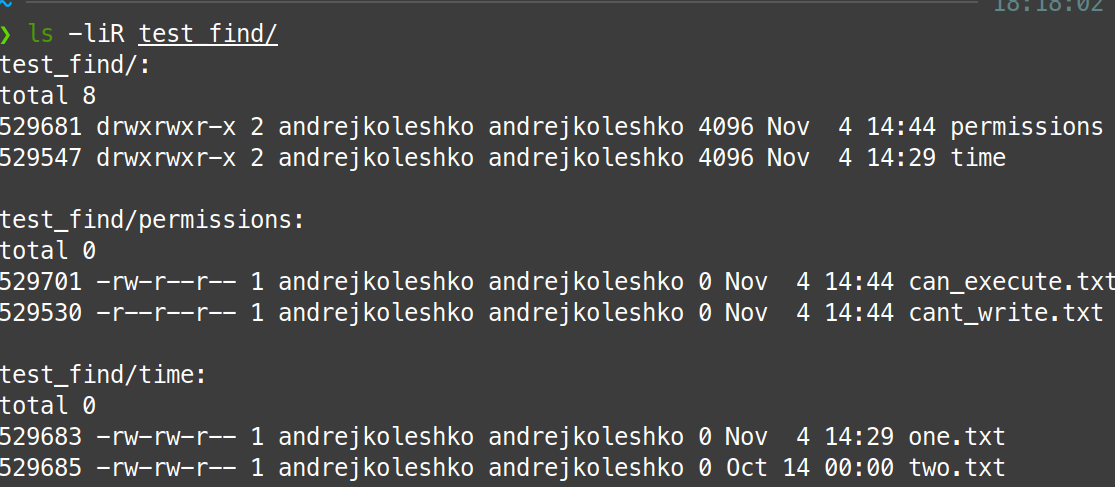 ~ 18:18:02
❯ ls -liR test_find/
test_find/:
total 8
529681 drwxrwxr-x 2 andrejkoleshko andrejkoleshko 4096 Nov  4 14:44 permissions
529547 drwxrwxr-x 2 andrejkoleshko andrejkoleshko 4096 Nov  4 14:29 time

test_find/permissions:
total 0
529701 -rw-r--r-- 1 andrejkoleshko andrejkoleshko 0 Nov  4 14:44 can_execute.txt
529530 -r--r--r-- 1 andrejkoleshko andrejkoleshko 0 Nov  4 14:44 cant_write.txt

test_find/time:
total 0
529683 -rw-rw-r-- 1 andrejkoleshko andrejkoleshko 0 Nov  4 14:29 one.txt
529685 -rw-rw-r-- 1 andrejkoleshko andrejkoleshko 0 Oct 14 00:00 two.txt